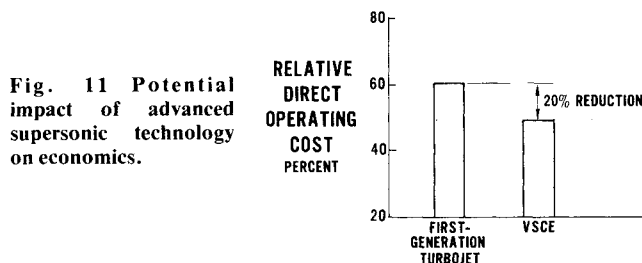 Fig. 11 Potential
impact of advanced
supersonic technology
on economics.
RELATIVE
DIRECT
OPERATING
COST
PERCENT
80
60
40
20
20% REDUCTION
FIRST-
GENERATION
TURBOJET
VSCE